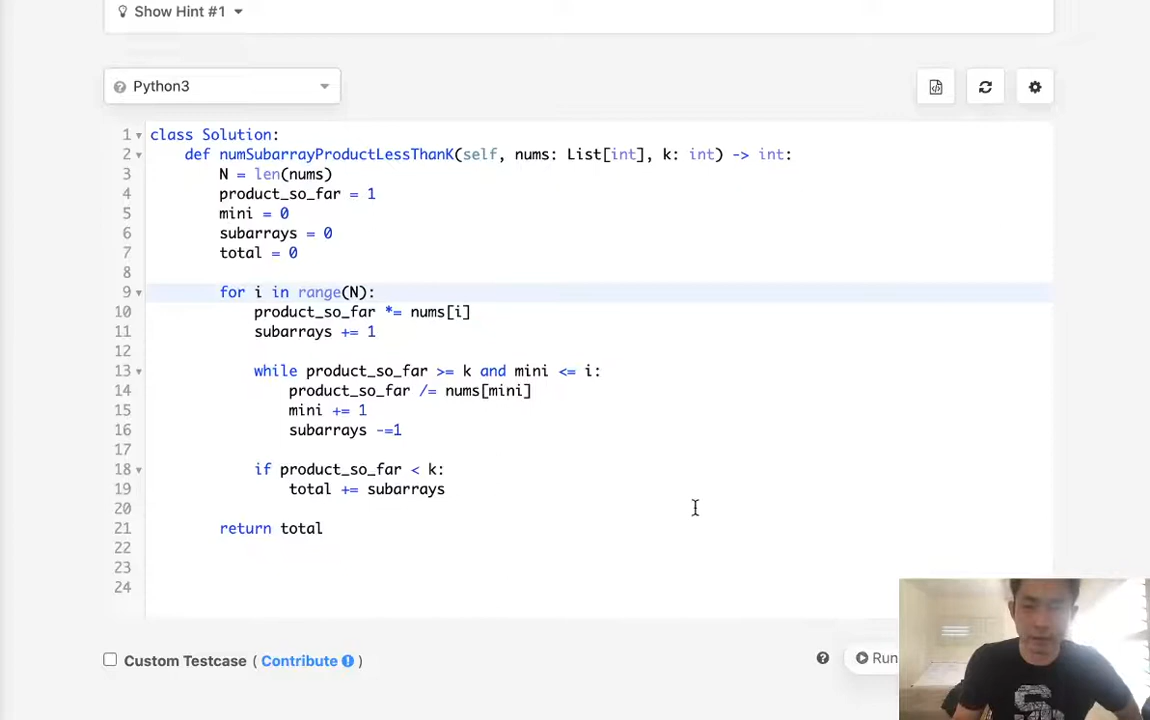 Show Hint #1
Python3
1 class Solution:
2 def numSubarrayProductLessThanK(self, nums: List[int], k: int) -> int:
3 N = len(nums)
4 product_so_far = 1
5 mini = 0
6 subarrays = 0
7 total = 0
8
9 for i in range(N):
10 product_so_far *= nums[i]
11 subarrays += 1
12
13 while product_so_far >= k and mini <= i:
14 product_so_far /= nums[mini]
15 mini += 1
16 subarrays -=1
17
18 if product_so_far < k:
19 total += subarrays
20
21 return total
22
23
24
Custom Testcase ( Contribute )
Run